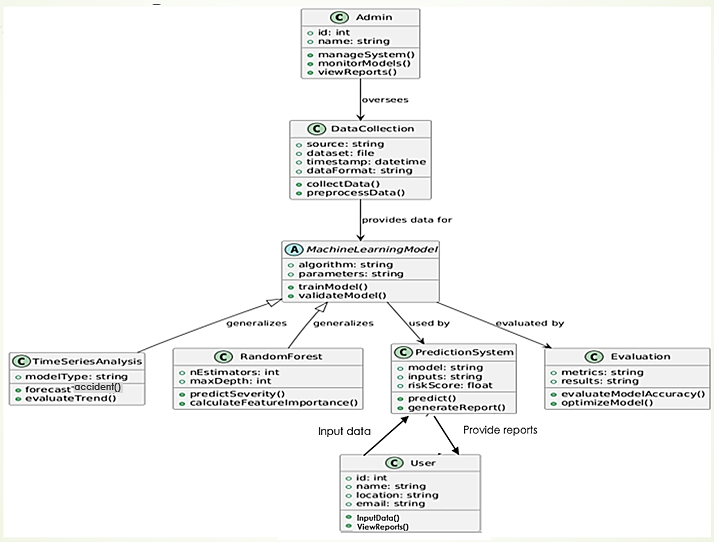 C Admin
id: int
name: string
manageSystem()
monitorModels()
viewReports()
oversees
C DataCollection
source: string
dataset: file
timestamp: datetime
dataFormat: string
collectData()
preprocessData()
provides data for
A MachineLearningModel
algorithm: string
parameters: string
trainModel()
validateModel()
generalizes
generalizes
used by
evaluated by
C TimeSeriesAnalysis
modelType: string
forecast-accident()
evaluateTrend()
C RandomForest
nEstimators: int
maxDepth: int
predictSeverity()
calculateFeatureImportance()
C PredictionSystem
model: string
inputs: string
riskScore: float
predict()
generateReport()
C Evaluation
metrics: string
results: string
evaluateModelAccuracy()
optimizeModel()
Input data
Provide reports
C User
id: int
name: string
location: string
email: string
InputData()
ViewReports()